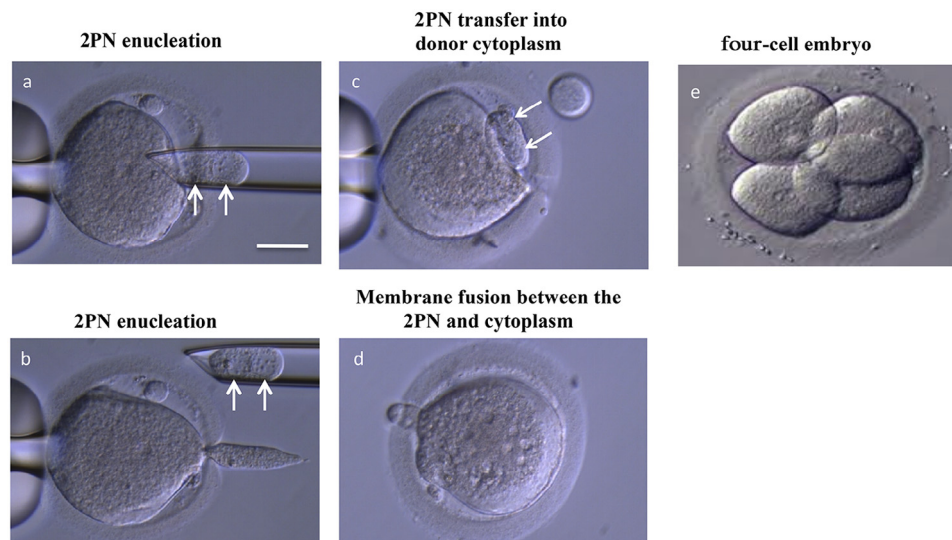 2PN enucleation
a
2PN transfer into
donor cytoplasm
c
four-cell embryo
e
2PN enucleation
b
Membrane fusion between the
2PN and cytoplasm
d